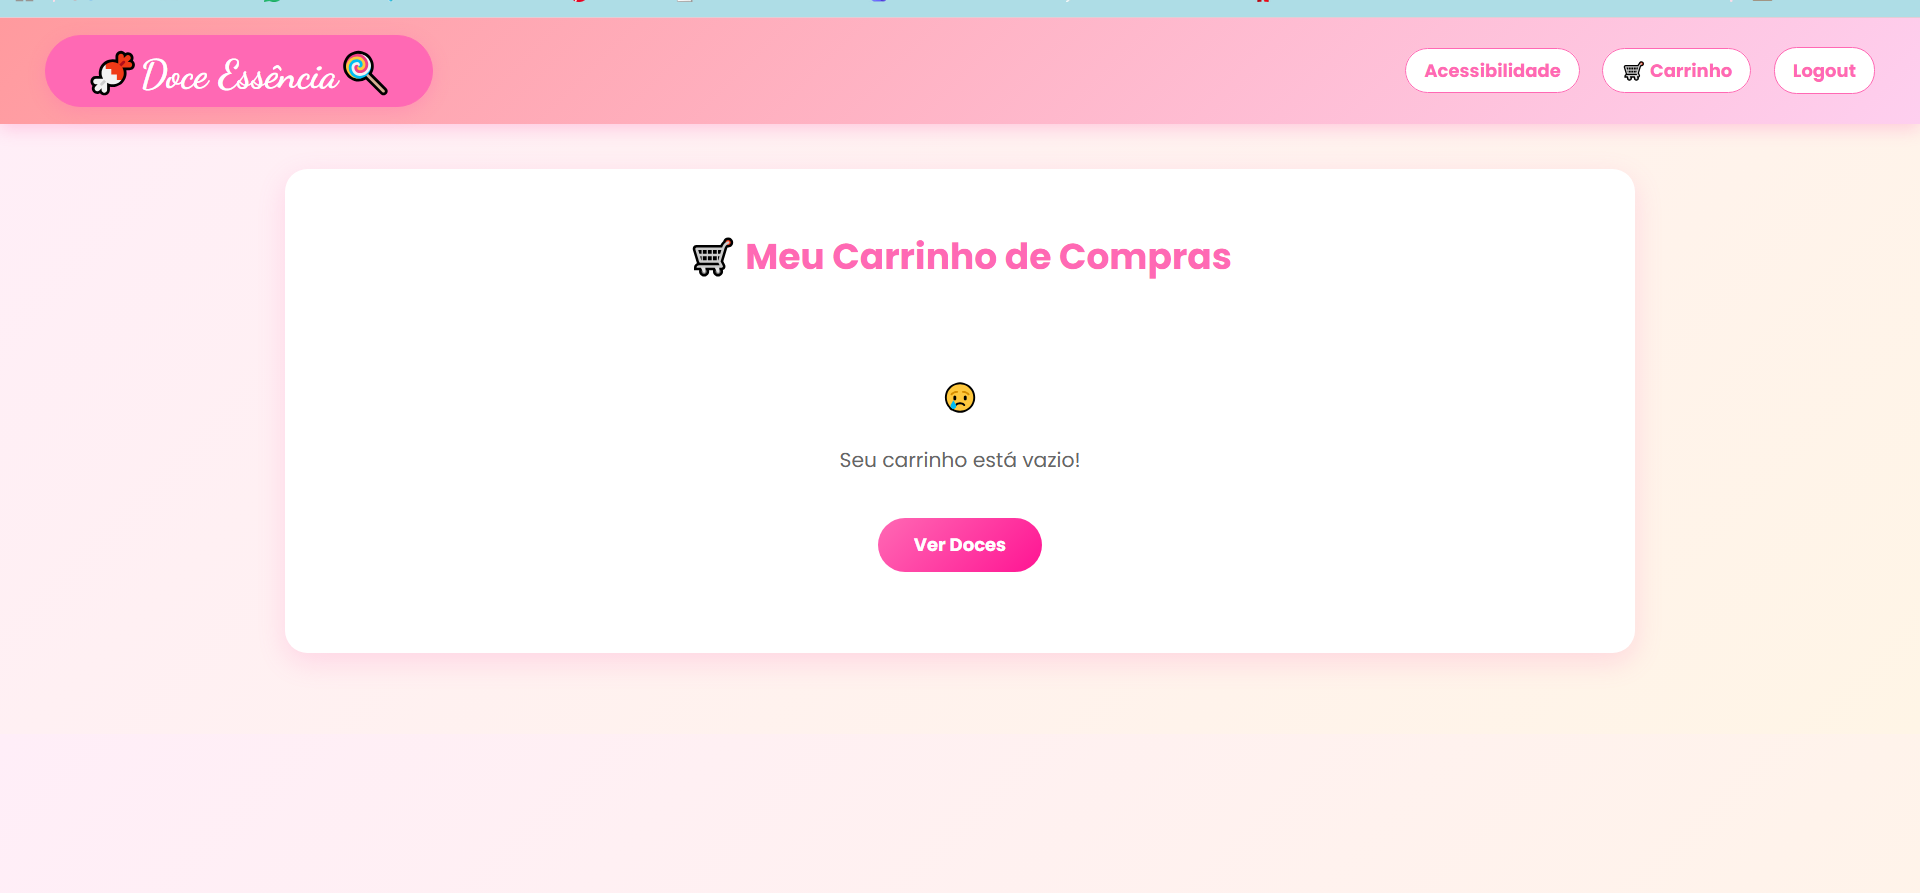 Doce Essência
Acessibilidade
Carrinho
Logout
Meu Carrinho de Compras
Seu carrinho está vazio!
Ver Doces